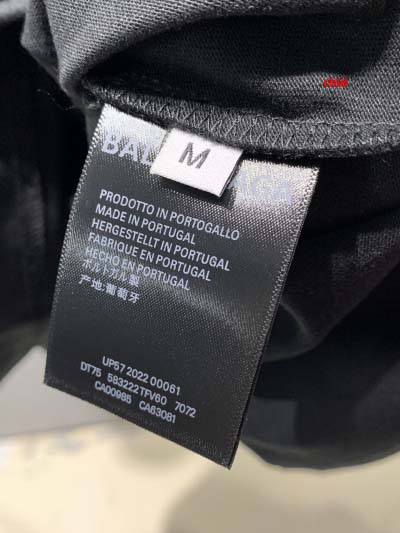 M
BAL AGA
PRODOTTO IN PORTOGALLO
MADE IN PORTUGAL
HERGESTELLT IN PORTUGAL
FABRIQUE EN PORTUGAL
HECHO EN PORTUGAL
ポルトガル製
产地:葡萄牙
UP57 2022 00061
DT75 583222TFV60 7072
CA00985 CA63081